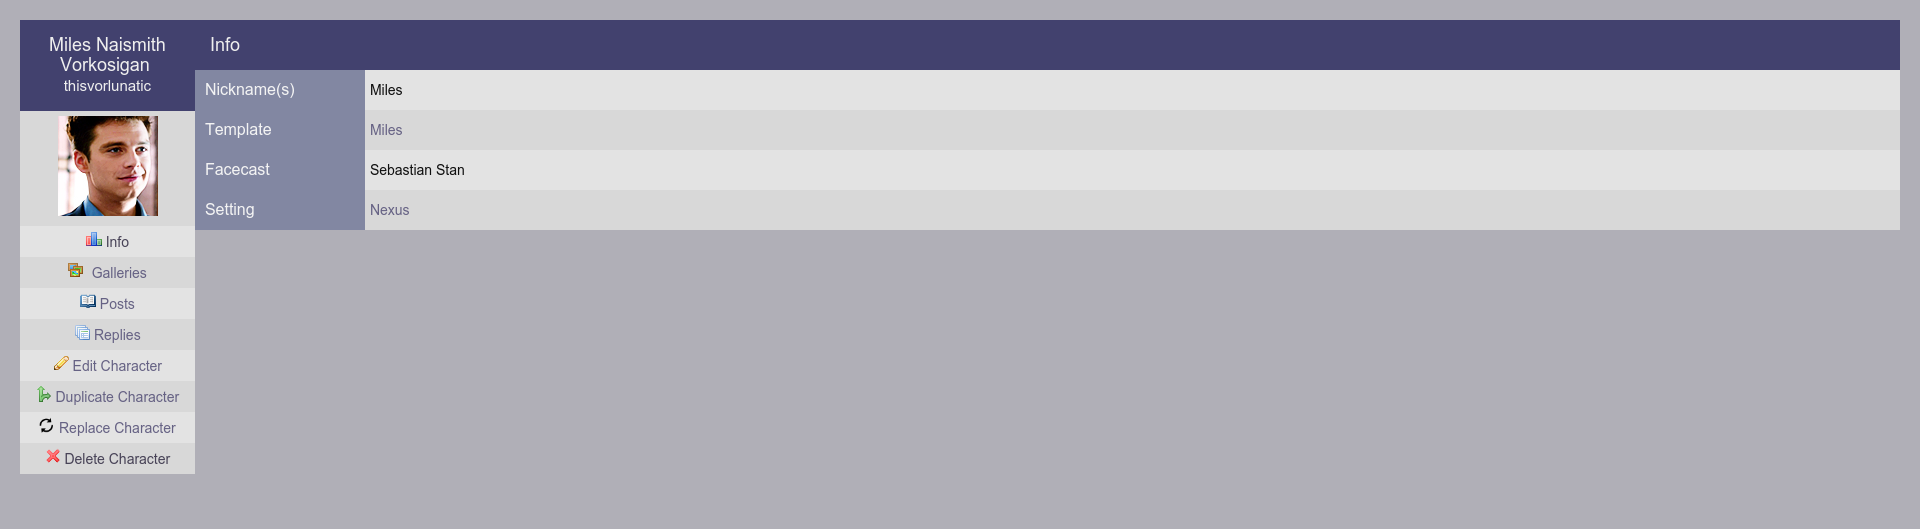 Miles Naismith
Vorkosigan
thisvorlunatic
Info
Galleries
Posts
Replies
Edit Character
Duplicate Character
Replace Character
Delete Character
Info
Nickname(s) Miles
Template Miles
Facecast Sebastian Stan
Setting Nexus